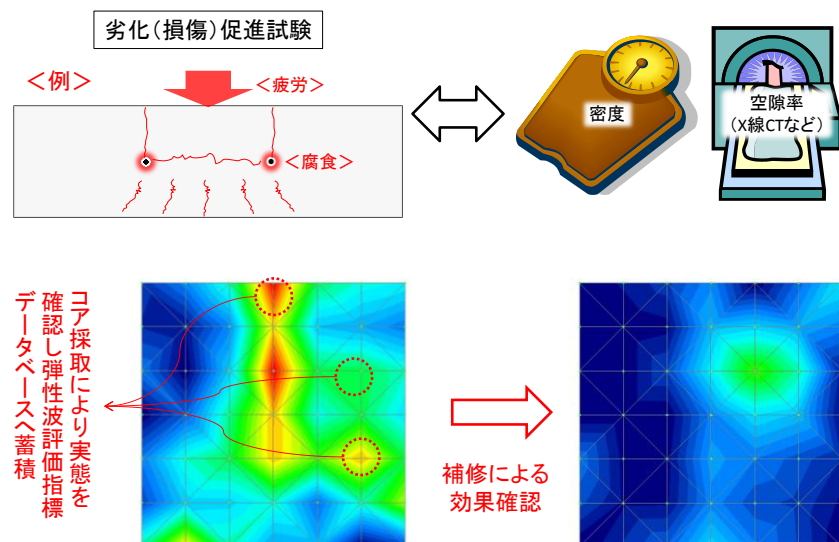 劣化(損傷)促進試験
<例>
<疲労>
<腐食>
密度
空隙率
(X線CTなど)
コア採取により実態を
確認し弾性波評価指標
データベースへ蓄積
補修による
効果確認